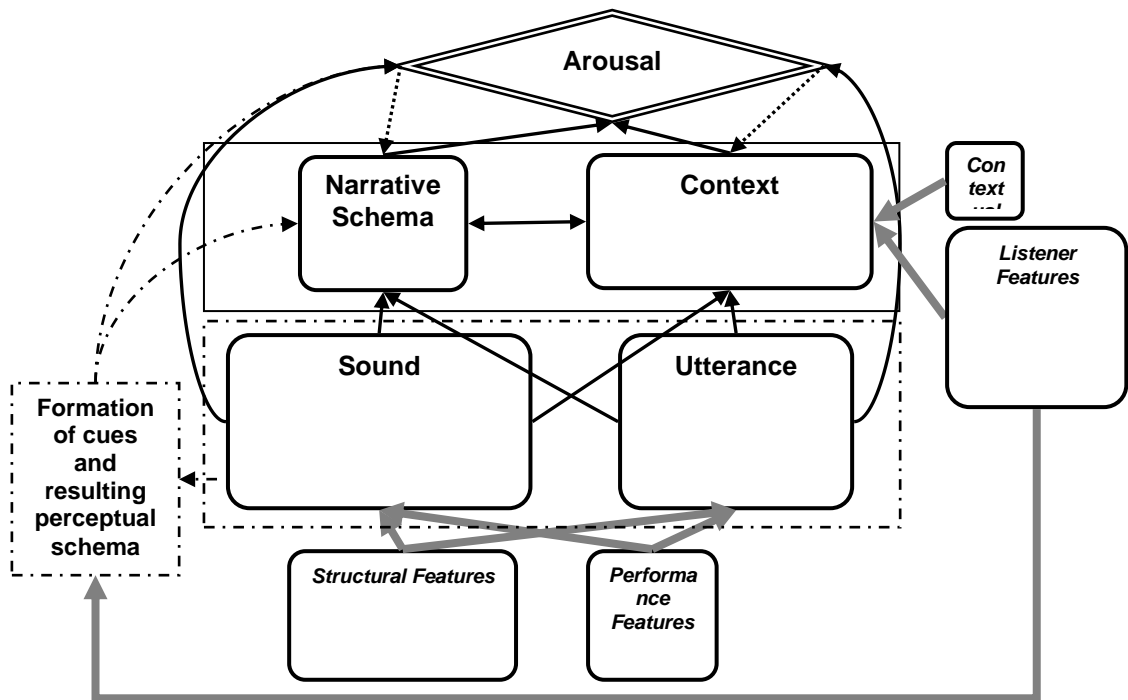 Arousal
Narrative
Schema
Context
Con
text
Listener
Features
Sound
Utterance
Formation
of cues
and
resulting
perceptual
schema
Structural Features
Performa
nce
Features